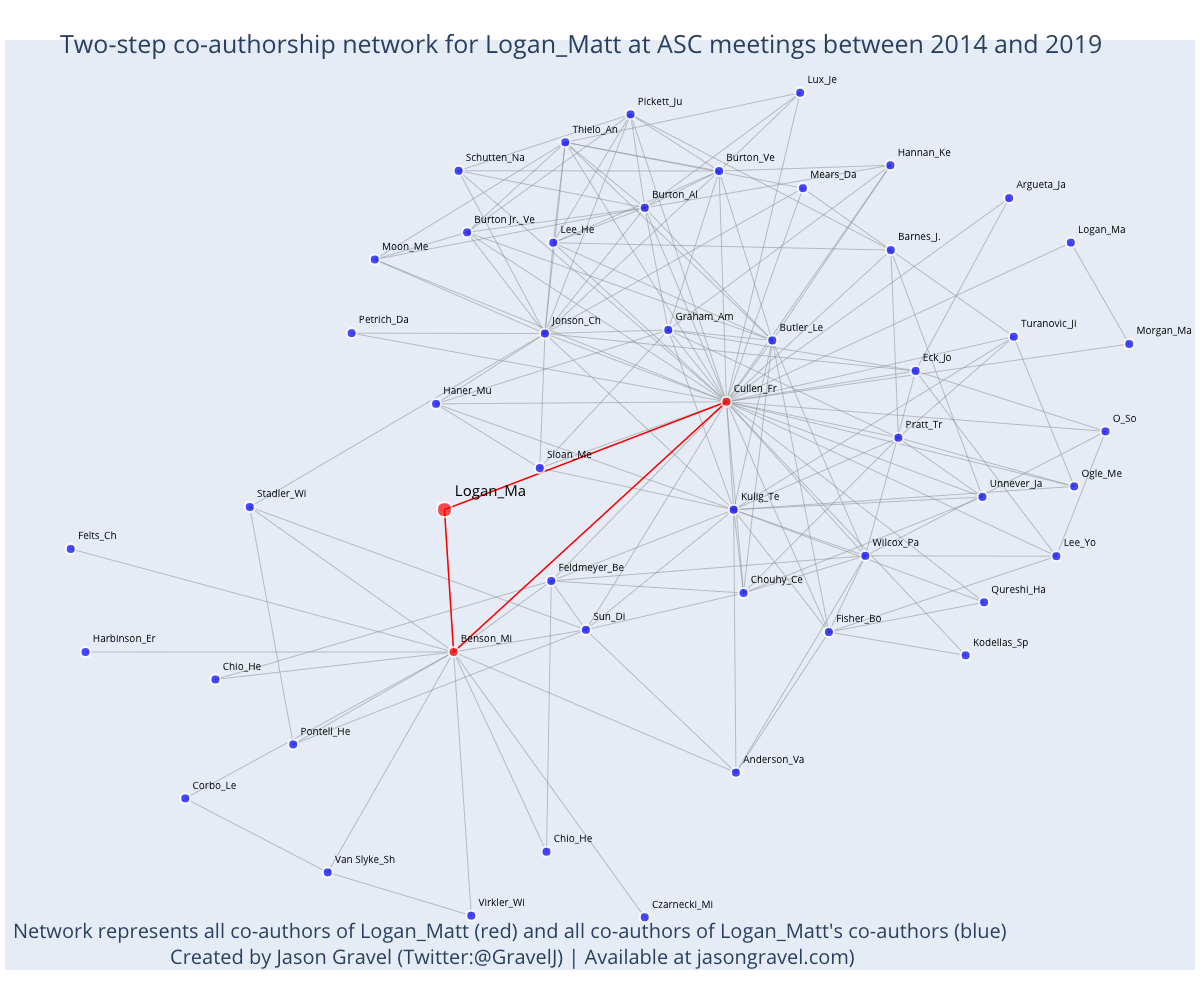 Two-step co-authorship network for Logan_Matt at ASC meetings between 2014 and 2019
Lux_Je
Pickett_Ju
Thielo_An
Schutten_Na
Burton_Ve
Hannan_Ke
Mears_Da
Argueta_Ja
Burton_Al
Burton Jr._Ve
Lee_He
Logan_Ma
Barnes_J.
Moon_Me
Petrich_Da
Jonson_Ch
Graham_Am
Butler_Le
Turanovic_Ji
Morgan_Ma
Eck_Jo
Haner_Mu
Cullen_Fr
O_So
Pratt_Tr
Sloan_Me
Ogle_Me
Unnever_Ja
Stadler_Wi
Logan_Ma
Kulig_Te
Felts_Ch
Wilcox_Pa
Lee_Yo
Feldmeyer_Be
Chouhy_Ce
Qureshi_Ha
Sun_Di
Fisher_Bo
Harbinson_Er
Benson_Mi
Kodellas_Sp
Chio_He
Pontell_He
Anderson_Va
Corbo_Le
Chio_He
Van Slyke_Sh
Virkler_Wi
Czarnecki_Mi
Network represents all co-authors of Logan_Matt (red) and all co-authors of Logan_Matt's co-authors (blue)
Created by Jason Gravel (Twitter:@GravelJ) | Available at jasongravel.com)